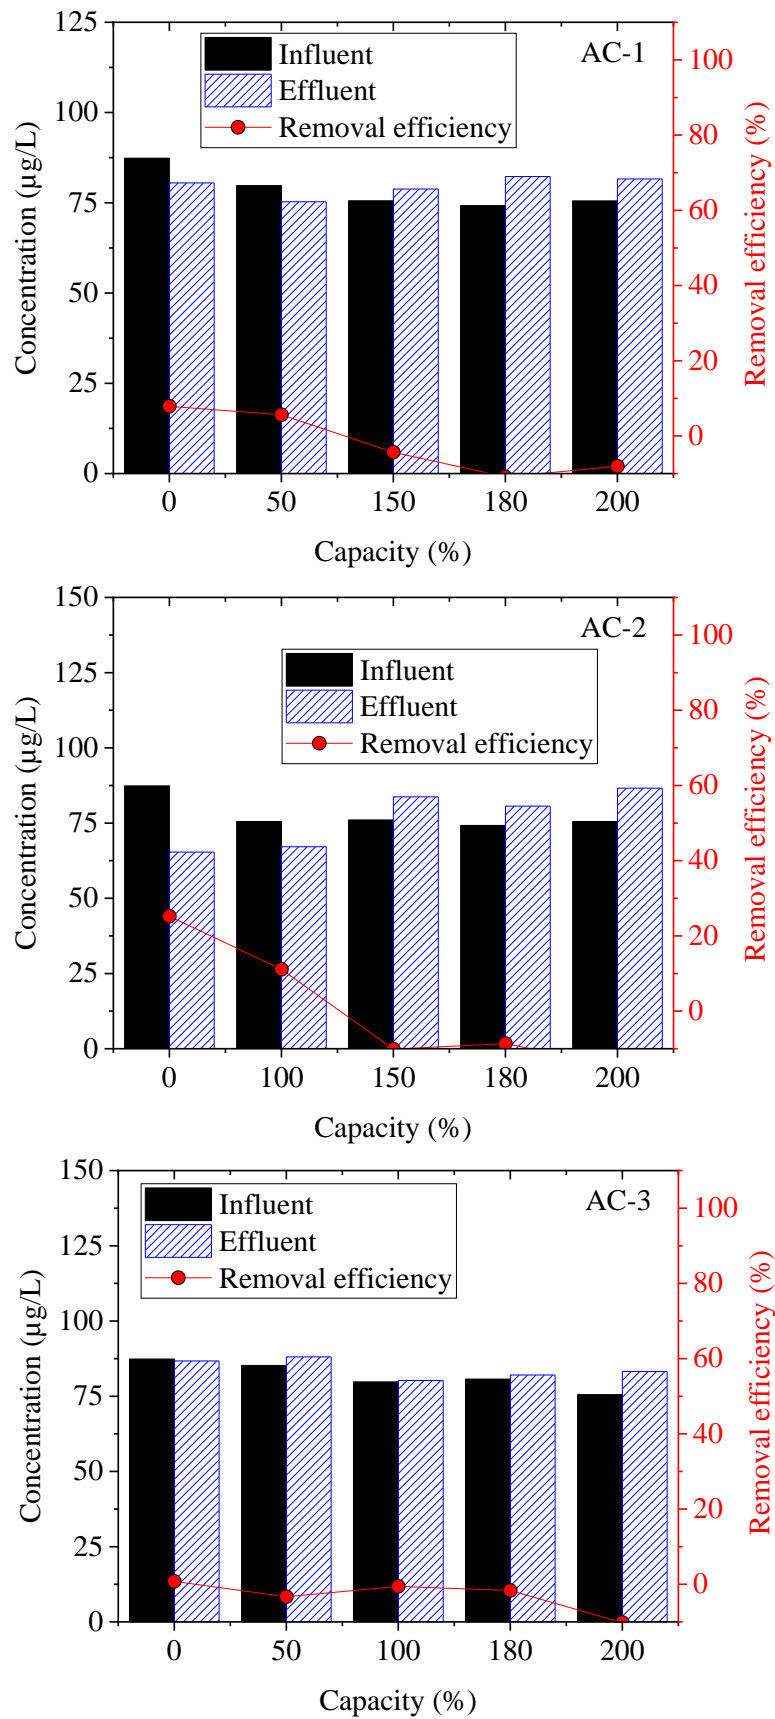 125
100
75
50
25
0
Concentration (µg/L)
Influent
Effluent
Removal efficiency
AC-1
100
80
60
40
20
0
Removal efficiency (%)
0 50 150 180 200
Capacity (%)
150
125
100
75
50
25
0
Concentration (µg/L)
AC-2
Influent
Effluent
Removal efficiency
100
80
60
40
20
0
Removal efficiency (%)
0 100 150 180 200
Capacity (%)
150
125
100
75
50
25
0
Concentration (µg/L)
Influent
Effluent
Removal efficiency
AC-3
100
80
60
40
20
0
Removal efficiency (%)
0 50 100 180 200
Capacity (%)